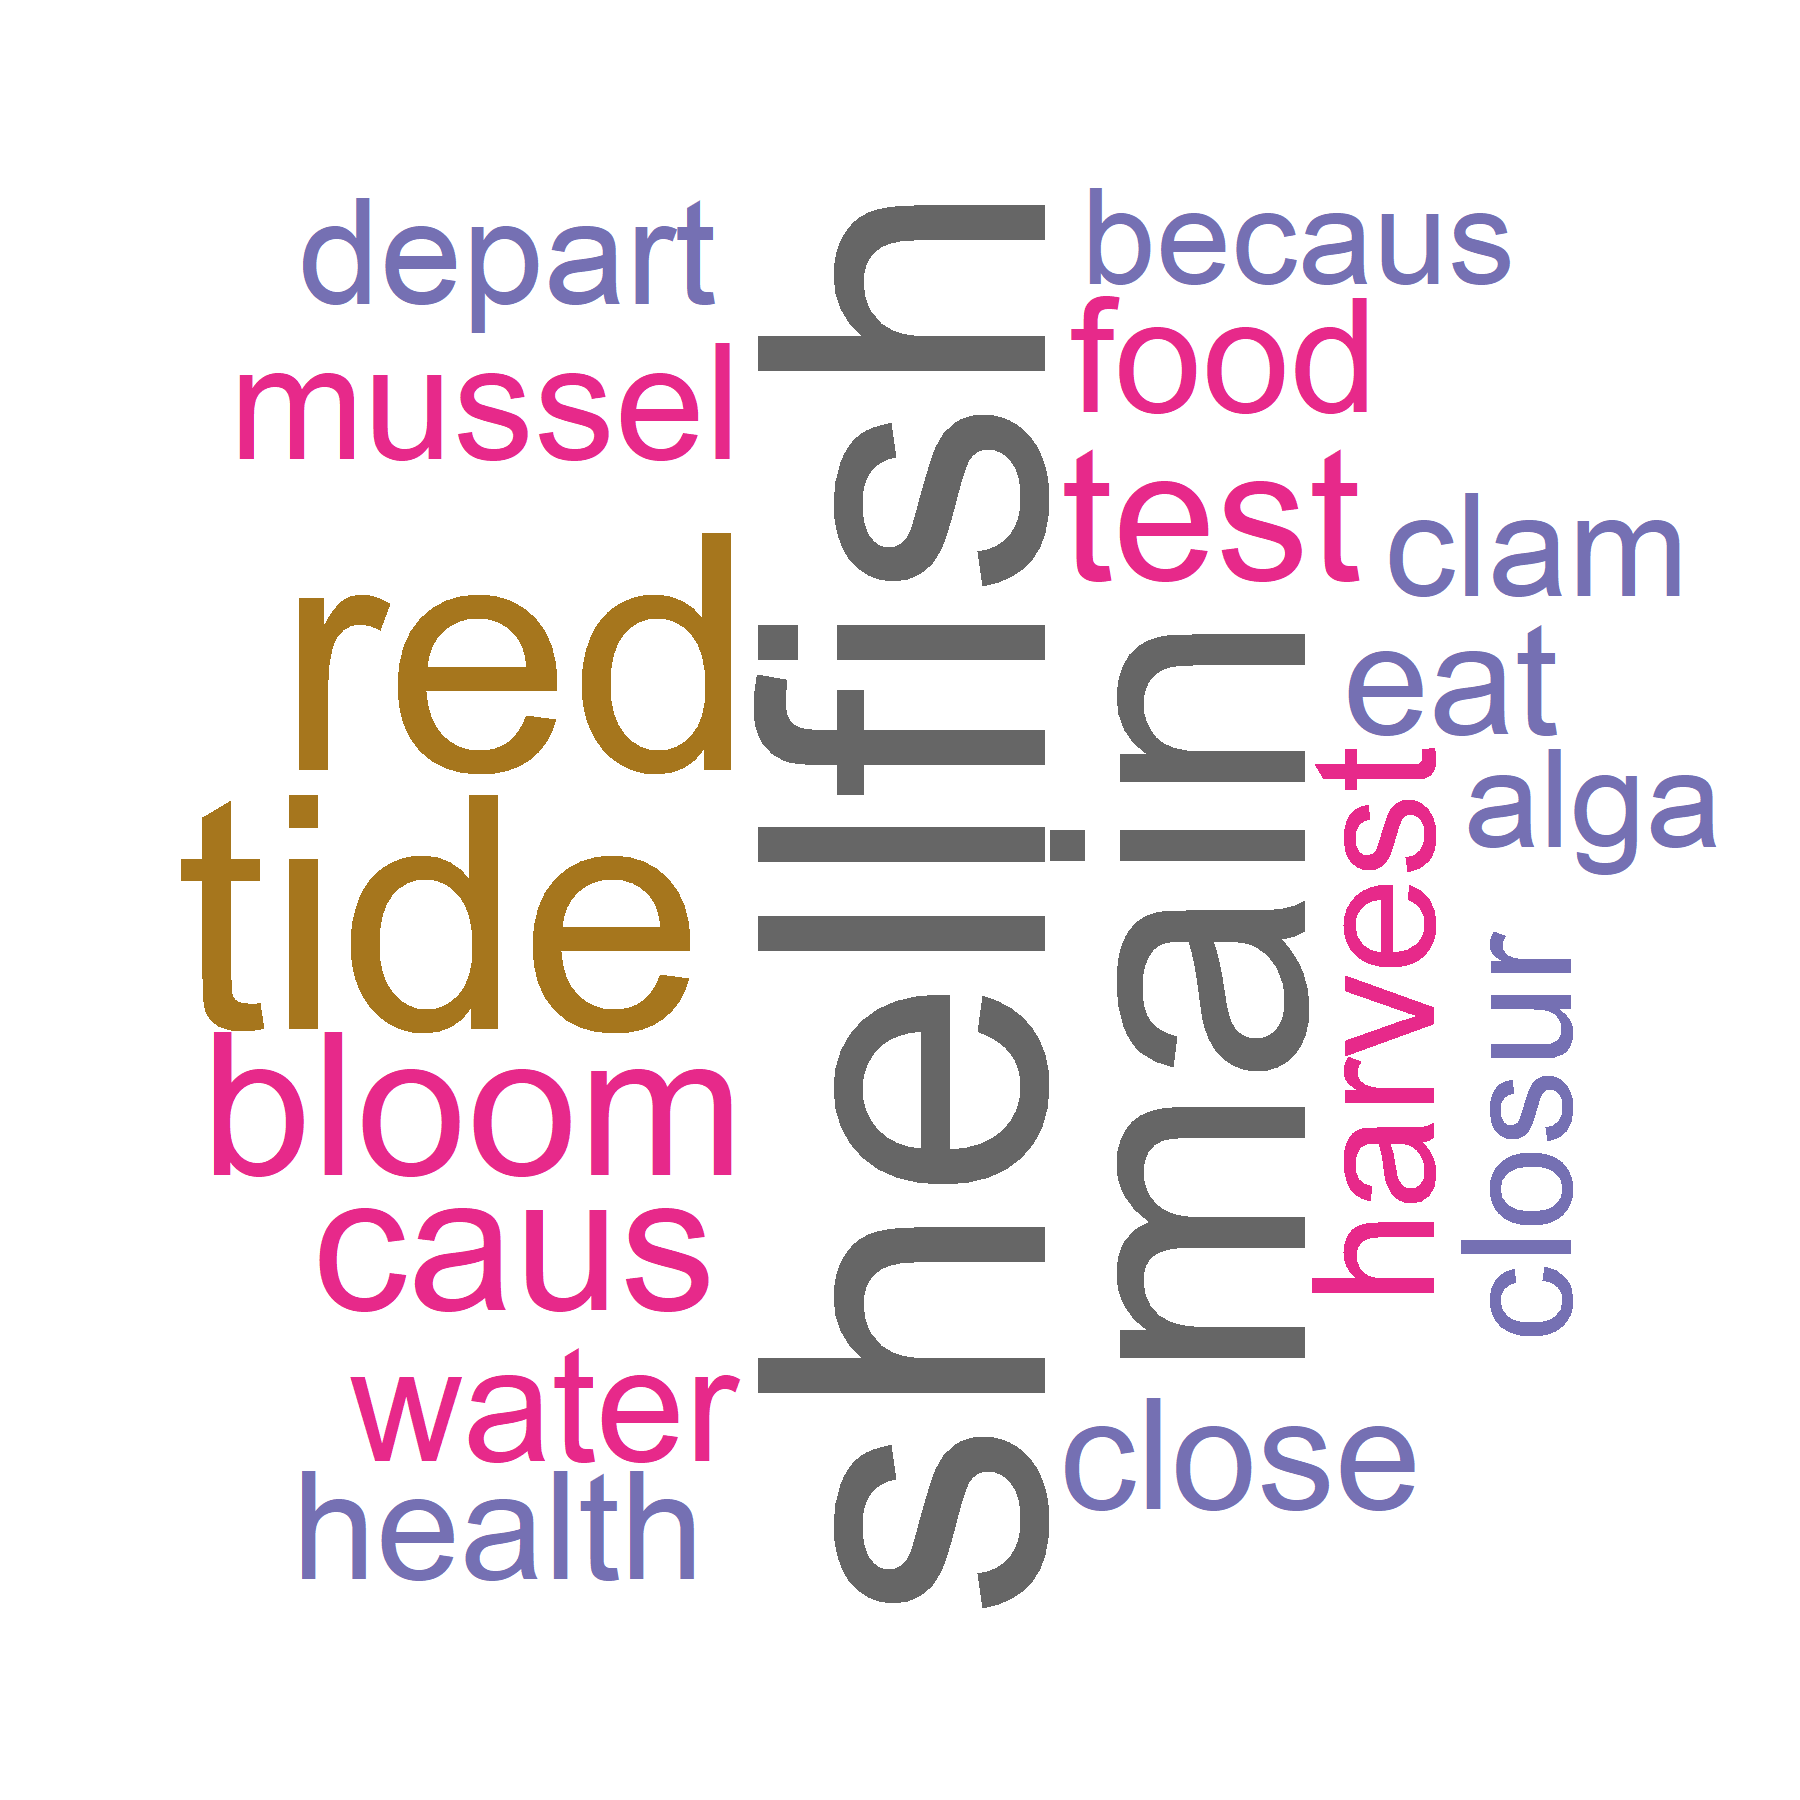 depart
mussel
red
tide
bloom
caus
water
health
shellfish
main
becaus
food
test
clam
eat
alga
harvest
closur
close